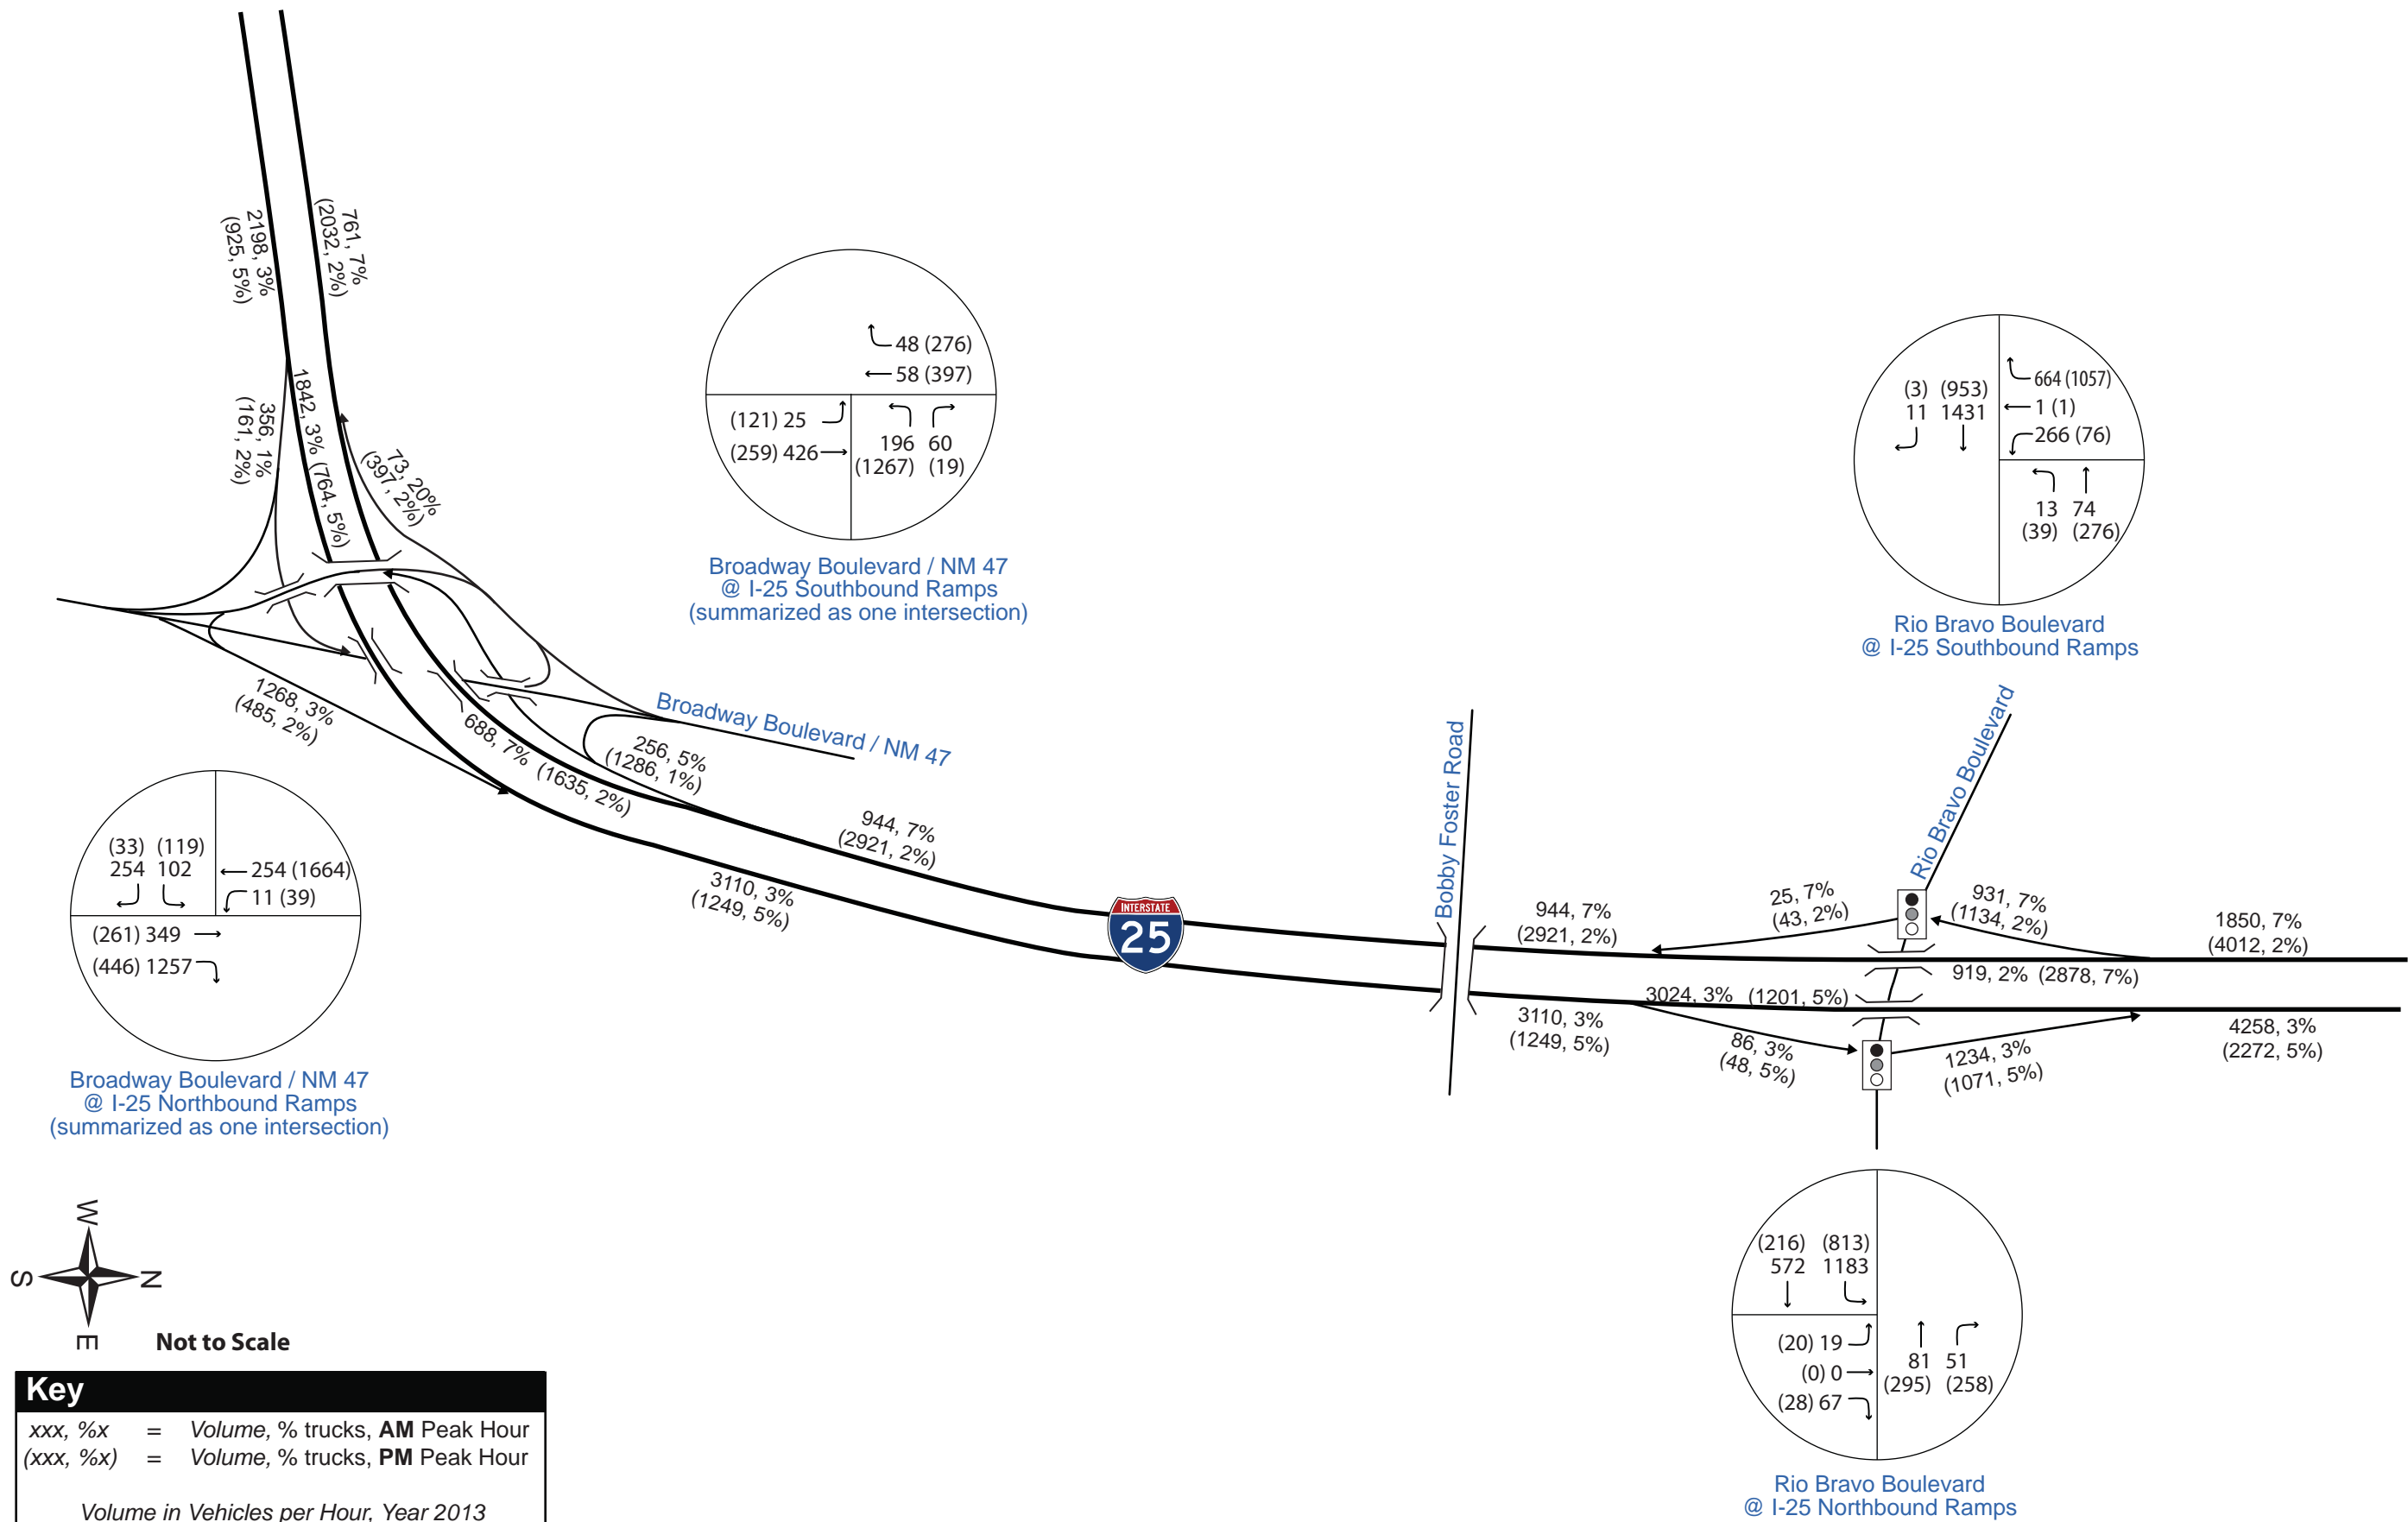 2198, 3%
(925, 5%)
761, 7%
(2032, 2%)
1842, 3% (764, 5%)
356, 1%
(161, 2%)
73, 20%
(397, 2%)
48 (276)
58 (397)
(121) 25
(259) 426
196 60
(1267) (19)
Broadway Boulevard / NM 47
@ I-25 Southbound Ramps
(summarized as one intersection)
(3) (953)
11 1431
664 (1057)
1 (1)
266 (76)
13 74
(39) (276)
Rio Bravo Boulevard
@ I-25 Southbound Ramps
1268, 3%
(485, 2%)
688, 7% (1635, 2%)
256, 5%
(1286, 1%)
Broadway Boulevard / NM 47
944, 7%
(2921, 2%)
3110, 3%
(1249, 5%)
INTERSTATE
25
Bobby Foster Road
Rio Bravo Boulevard
944, 7%
(2921, 2%)
25, 7%
(43, 2%)
931, 7%
(1134, 2%)
1850, 7%
(4012, 2%)
919, 2% (2878, 7%)
3024, 3% (1201, 5%)
3110, 3%
(1249, 5%)
86, 3%
(48, 5%)
1234, 3%
(1071, 5%)
4258, 3%
(2272, 5%)
(33) (119)
254 102
254 (1664)
11 (39)
(261) 349
(446) 1257
Broadway Boulevard / NM 47
@ I-25 Northbound Ramps
(summarized as one intersection)
(216) (813)
572 1183
(20) 19
(0) 0
(28) 67
81 51
(295) (258)
Rio Bravo Boulevard
@ I-25 Northbound Ramps
W
S N
E
Not to Scale
Key
xxx, %x = Volume, % trucks, AM Peak Hour
(xxx, %x) = Volume, % trucks, PM Peak Hour
Volume in Vehicles per Hour, Year 2013